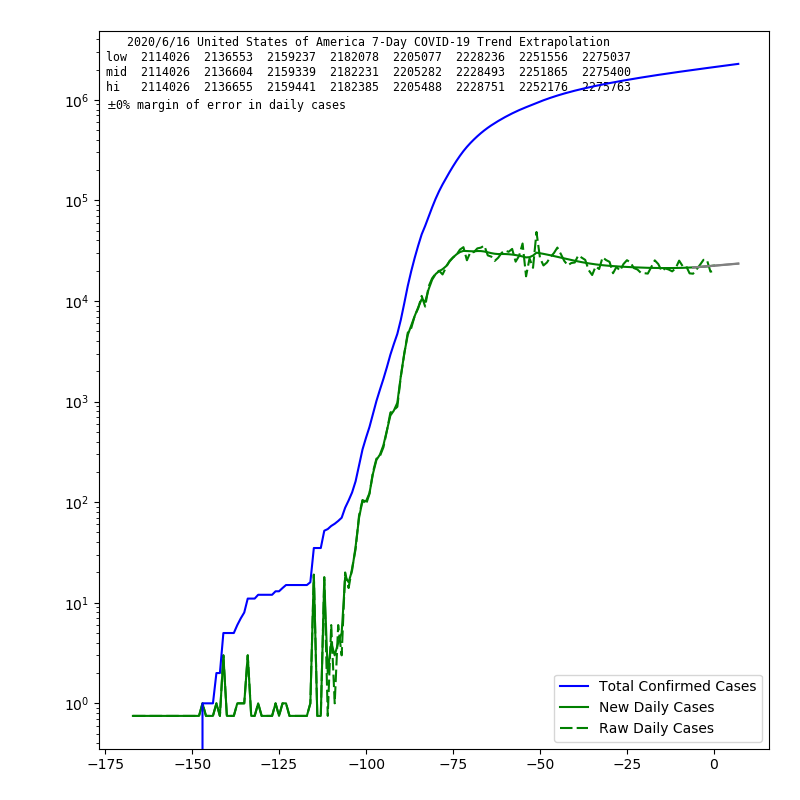 2020/6/16 United States of America 7-Day COVID-19 Trend Extrapolation
low 2114026 2136553 2159237 2182078 2205077 2228236 2251556 2275037
mid 2114026 2136604 2159339 2182231 2205282 2228493 2251865 2275400
hi 2114026 2136655 2159441 2182385 2205488 2228751 2252176 2275763
±0% margin of error in daily cases
10⁶
10⁵
10⁴
10³
10²
10¹
10⁰
Total Confirmed Cases
New Daily Cases
Raw Daily Cases
−175 −150 −125 −100 −75 −50 −25 0